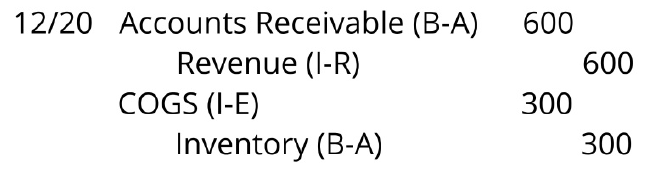 12/20 Accounts Receivable (B-A) 600
Revenue (I-R) 600
COGS (I-E) 300
Inventory (B-A) 300